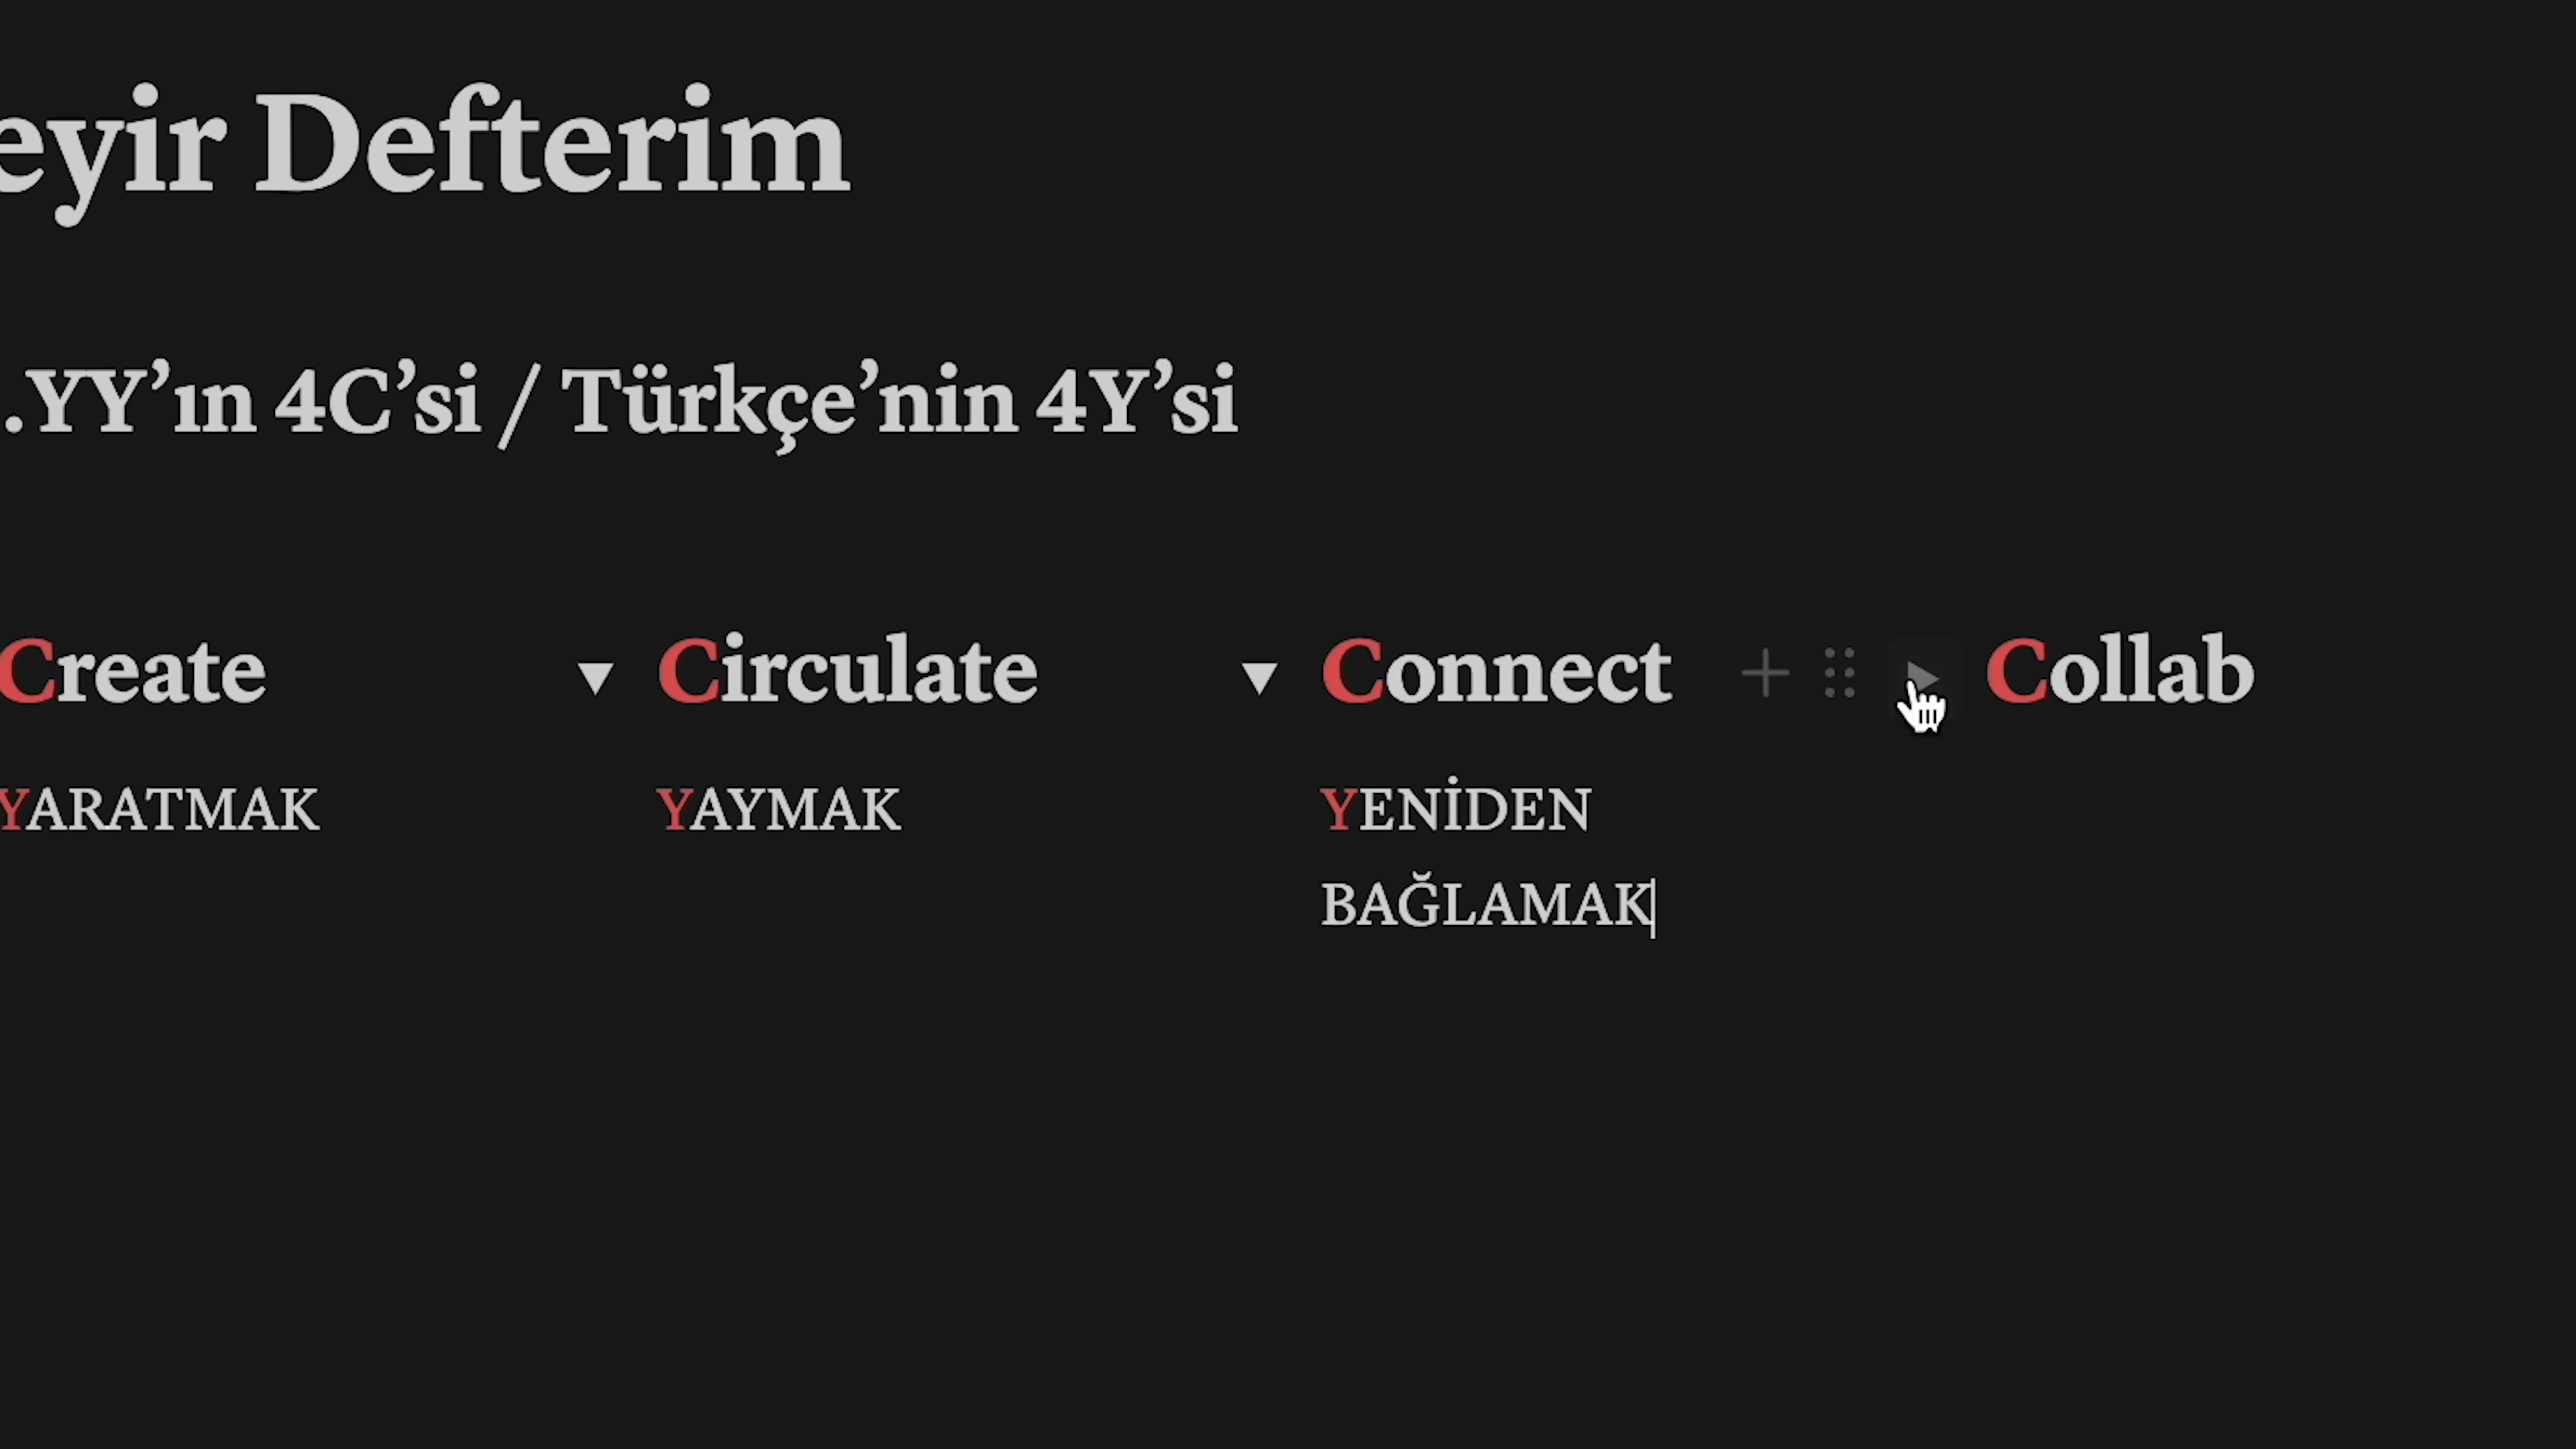 eyir Defterim
.YY’ın 4C’si / Türkçe’nin 4Y’si
Create
Circulate
Connect
Collab
YARATMAK
YAYMAK
YENİDEN
BAĞLAMAK